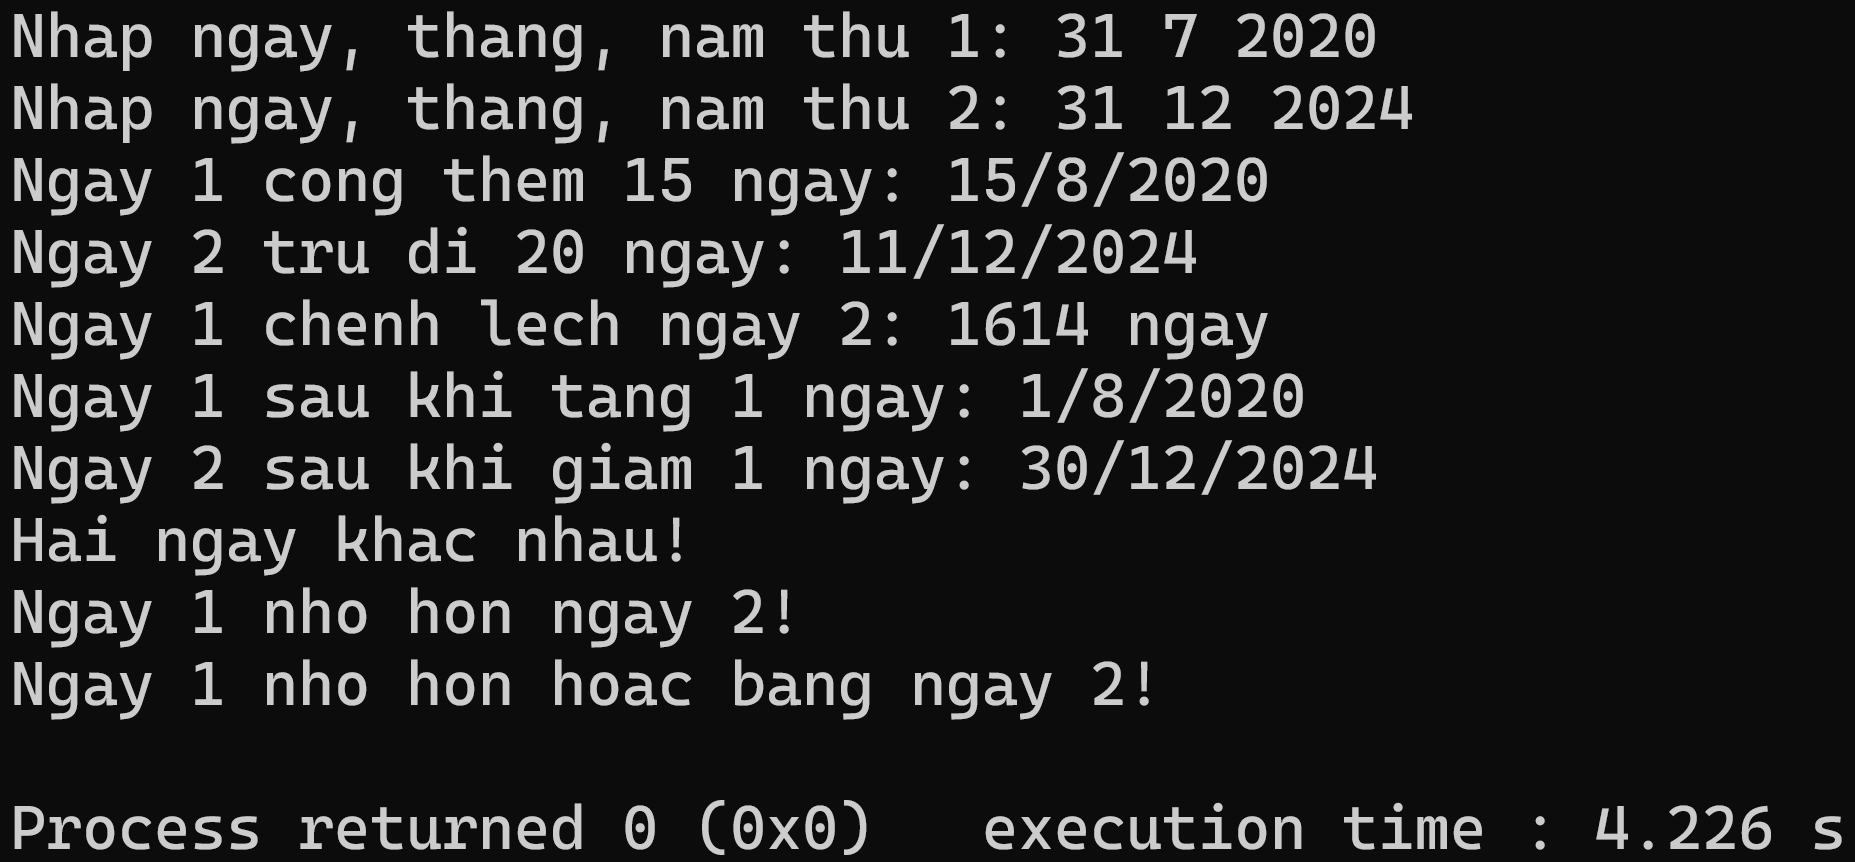 Nhap ngay, thang, nam thu 1: 31 7 2020
Nhap ngay, thang, nam thu 2: 31 12 2024
Ngay 1 cong them 15 ngay: 15/8/2020
Ngay 2 tru di 20 ngay: 11/12/2024
Ngay 1 chenh lech ngay 2: 1614 ngay
Ngay 1 sau khi tang 1 ngay: 1/8/2020
Ngay 2 sau khi giam 1 ngay: 30/12/2024
Hai ngay khac nhau!
Ngay 1 nho hon ngay 2!
Ngay 1 nho hon hoac bang ngay 2!
Process returned 0 (0x0)   execution time : 4.226 s